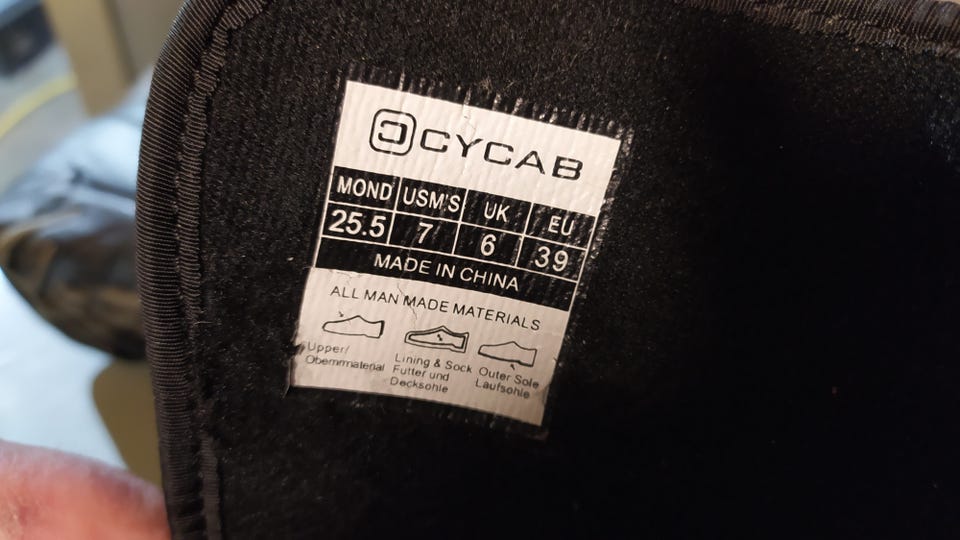 CYCAB
MOND USM'S UK EU
25.5 7 6 39
MADE IN CHINA
ALL MAN MADE MATERIALS
Upper/ Lining & Sock Outer Sole
Obernmaterial Futter und Laufsohle
Decksohle